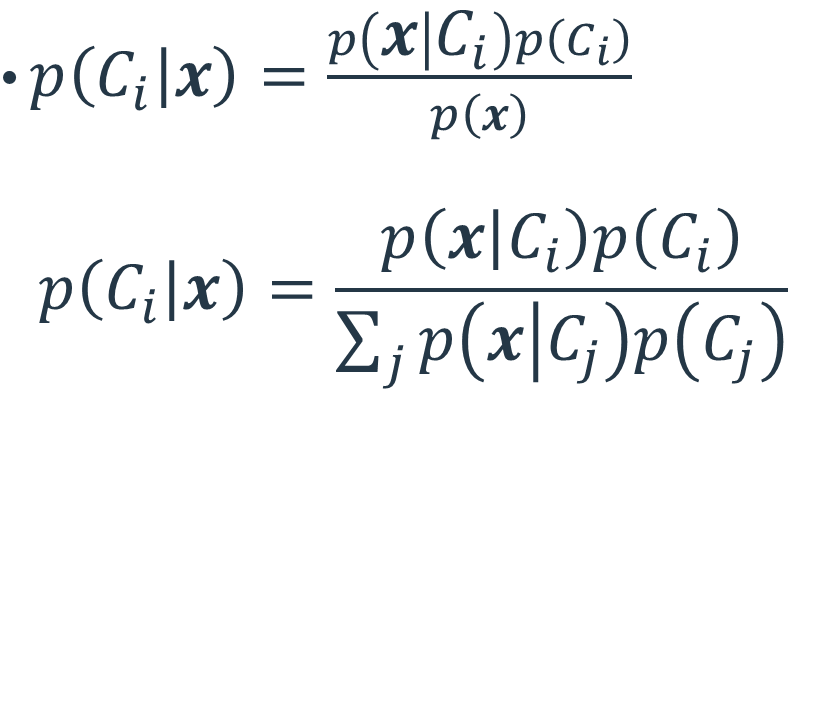 • p(C_i|x) = p(x|C_i)p(C_i) / p(x)
p(C_i|x) = p(x|C_i)p(C_i) / ∑_j p(x|C_j)p(C_j)